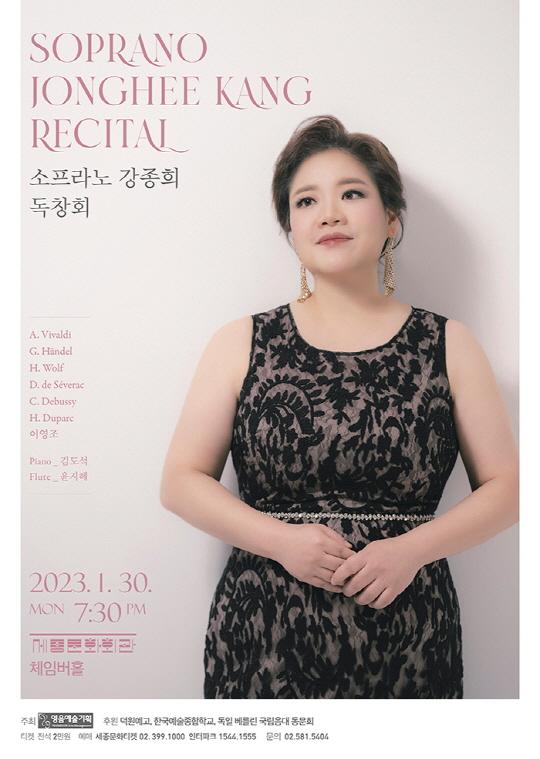 SOPRANO
JONGHEE KANG
RECITAL
소프라노 강종희
독창회
A. Vivaldi
G. Händel
H. Wolf
D. de Séverac
C. Debussy
H. Duparc
이영조
Piano _ 김도석
Flute _ 윤지혜
2023. 1. 30.
MON 7:30 PM
세종문화회관
체임버홀
주최 영음예술기획 후원 덕원예고, 한국예술종합학교, 독일 베를린 국립음대 동문회
티켓 전석 2만원 예매 세종문화티켓 02.399.1000 인터파크 1544.1555 문의 02.581.5404